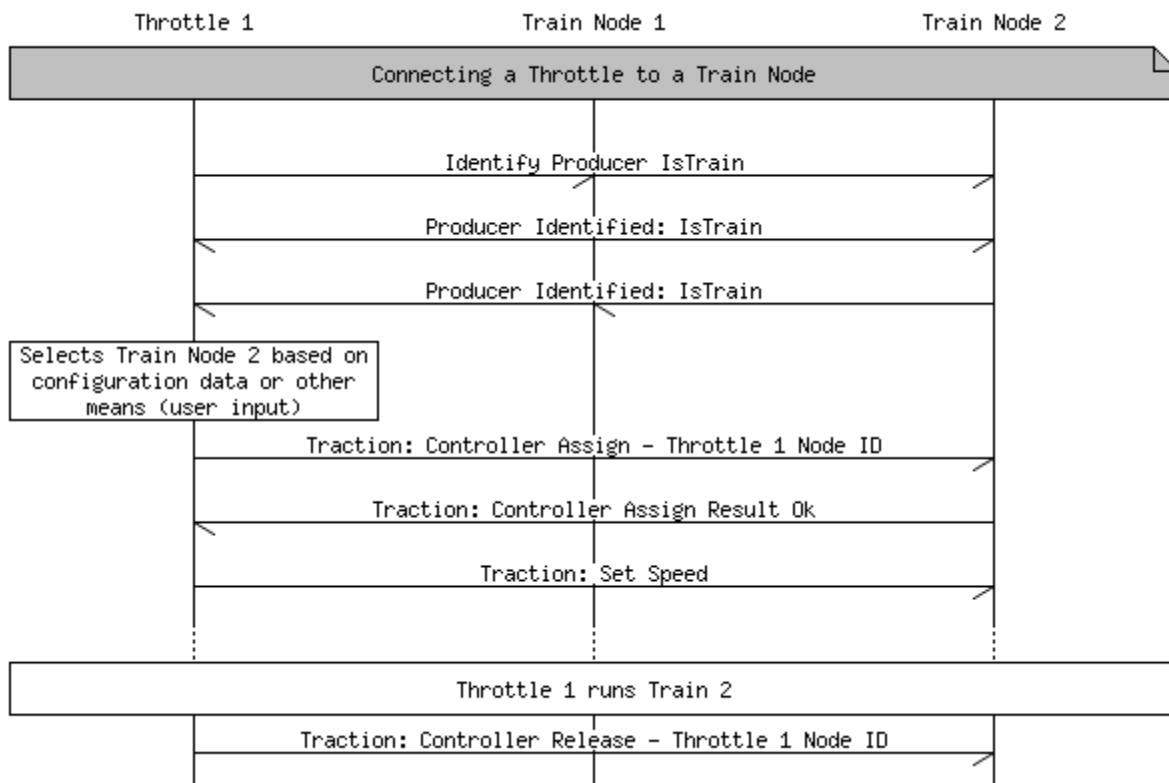 Throttle 1 Train Node 1 Train Node 2
Connecting a Throttle to a Train Node
Identify Producer IsTrain
Producer Identified: IsTrain
Producer Identified: IsTrain
Selects Train Node 2 based on
configuration data or other
means (user input)
Traction: Controller Assign – Throttle 1 Node ID
Traction: Controller Assign Result Ok
Traction: Set Speed
Throttle 1 runs Train 2
Traction: Controller Release – Throttle 1 Node ID